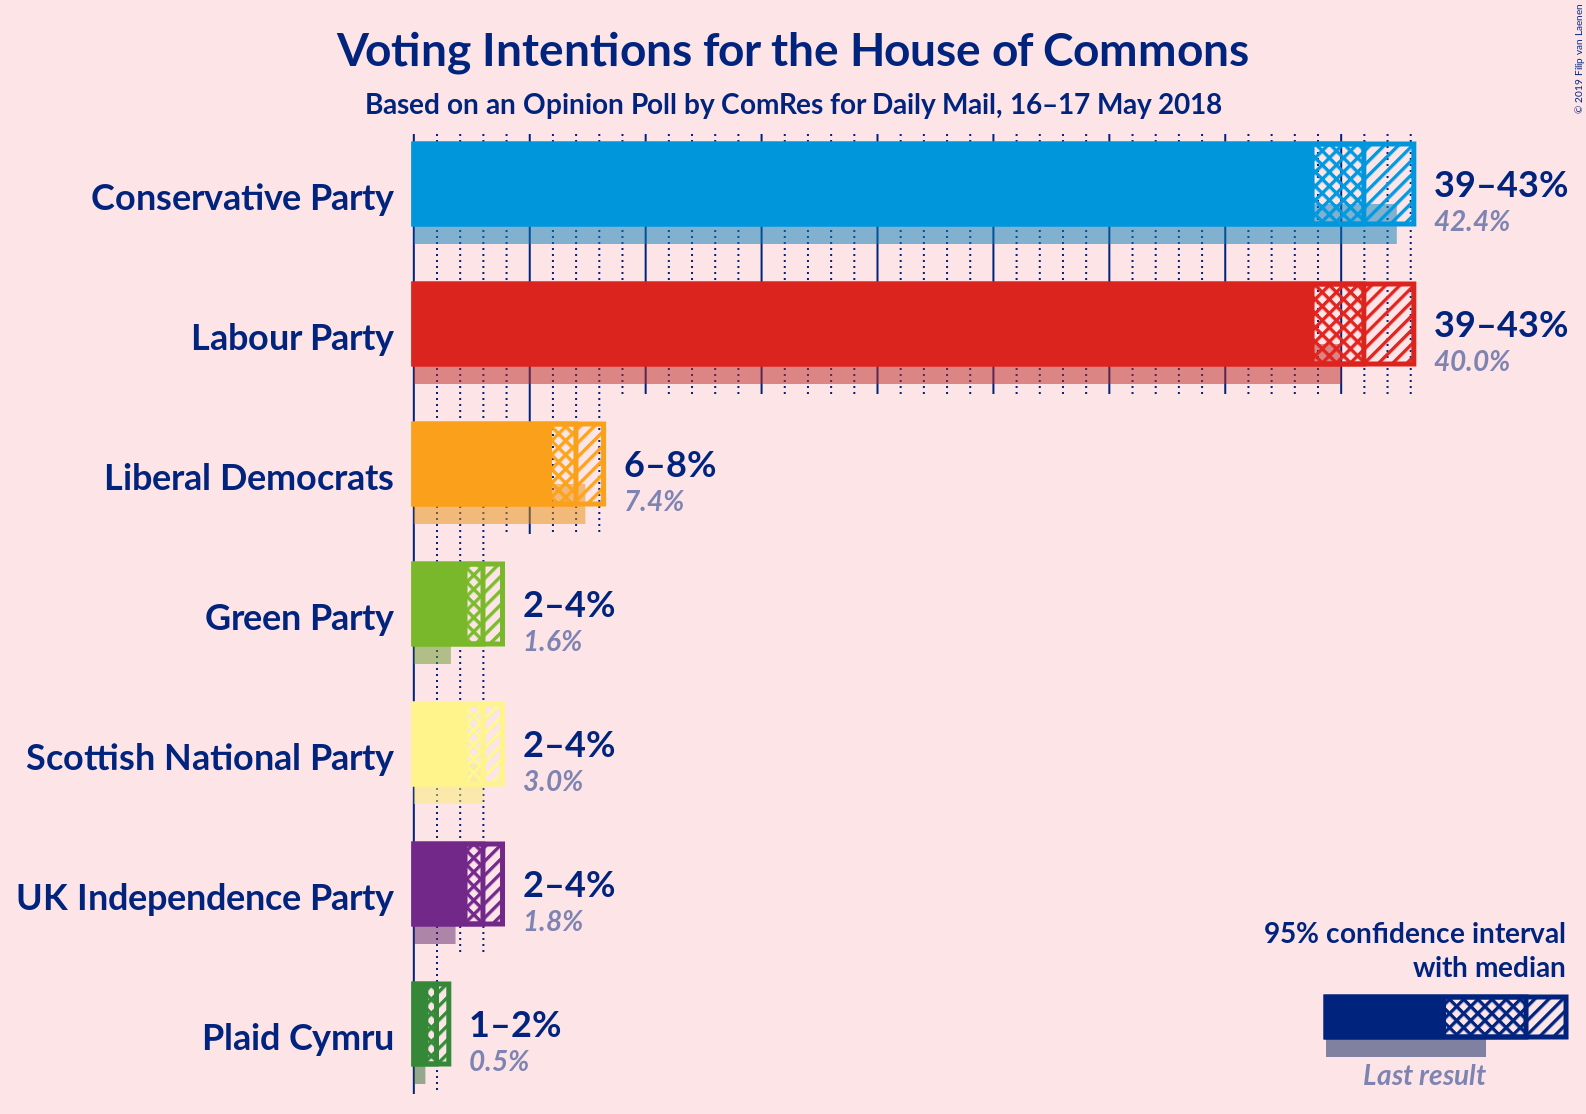 Voting Intentions for the House of Commons
Based on an Opinion Poll by ComRes for Daily Mail, 16–17 May 2018
© 2019 Filip van Laenen
Conservative Party
39–43%
42.4%
Labour Party
39–43%
40.0%
Liberal Democrats
6–8%
7.4%
Green Party
2–4%
1.6%
Scottish National Party
2–4%
3.0%
UK Independence Party
2–4%
1.8%
Plaid Cymru
1–2%
0.5%
95% confidence interval
with median
Last result